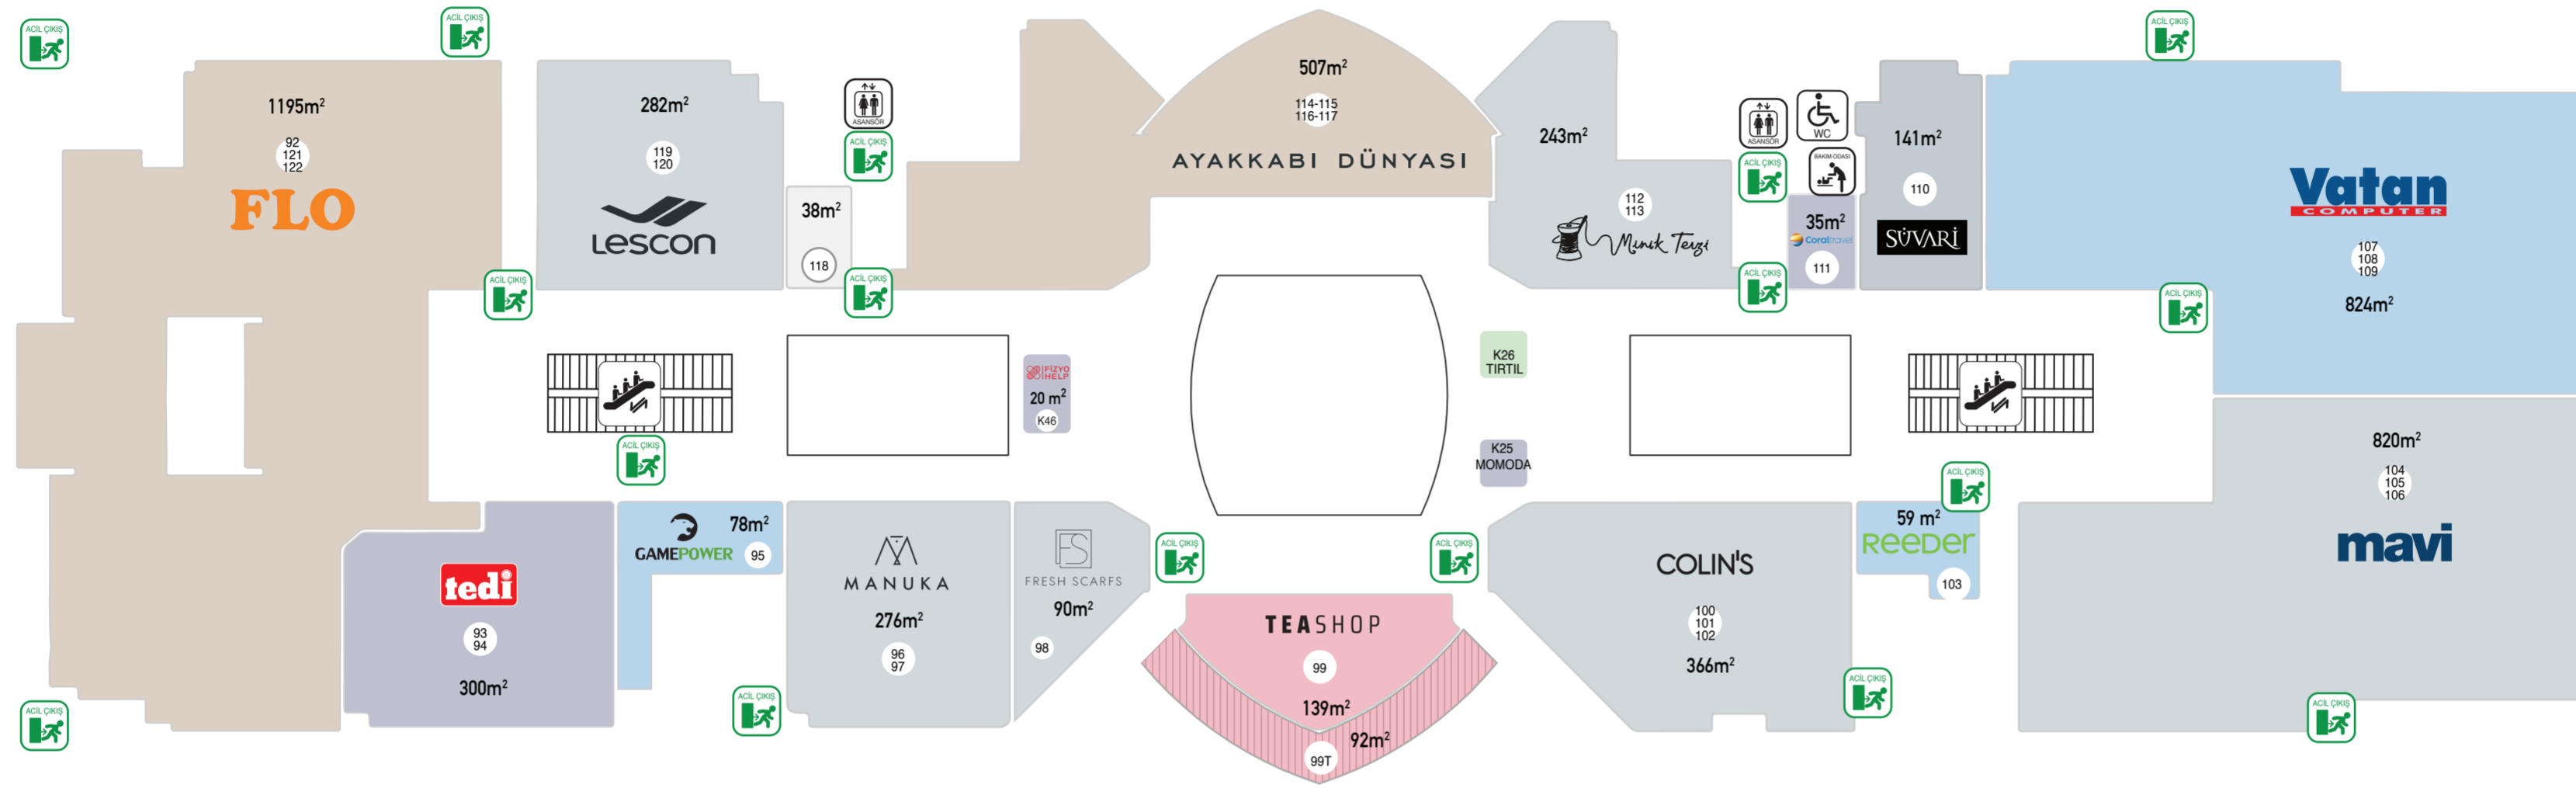 ACİL ÇIKIŞ
ACİL ÇIKIŞ
ACİL ÇIKIŞ
1195m²
92
121
122
FLO
282m²
119
120
LESCON
ASANSÖR
ACİL ÇIKIŞ
38m²
118
ACİL ÇIKIŞ
ACİL ÇIKIŞ
507m²
114-115
116-117
AYAKKABI DÜNYASI
243m²
112
113
Minik Terzi
ASANSÖR
WC
ACİL ÇIKIŞ
BAKIM ODASI
35m²
Coraltravel
111
ACİL ÇIKIŞ
141m²
110
SÜVARİ
Vatan
COMPUTER
107
108
109
824m²
ACİL ÇIKIŞ
FİZYO
HELP
20 m²
K46
K26
TIRTIL
K25
MOMODA
ACİL ÇIKIŞ
820m²
104
105
106
mavi
ACİL ÇIKIŞ
tedi
93
94
300m²
78m²
GAMEPOWER
95
MANUKA
276m²
96
97
FS
FRESH SCARFS
90m²
98
ACİL ÇIKIŞ
ACİL ÇIKIŞ
TEASHOP
99
139m²
92m²
99T
COLIN'S
100
101
102
366m²
59 m²
REEDER
103
ACİL ÇIKIŞ
ACİL ÇIKIŞ
ACİL ÇIKIŞ
ACİL ÇIKIŞ